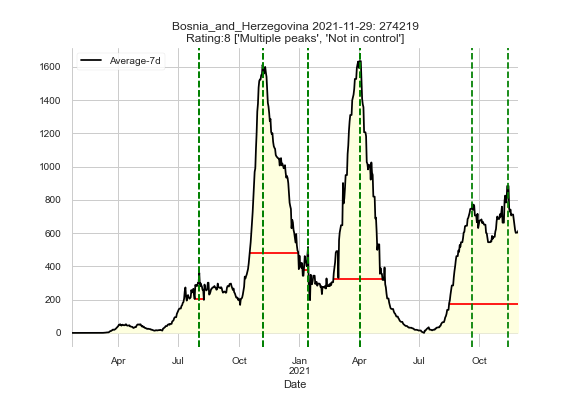 Bosnia_and_Herzegovina 2021-11-29: 274219
Rating:8 ['Multiple peaks', 'Not in control']
Average-7d
1600
1400
1200
1000
800
600
400
200
0
Apr Jul Oct Jan Apr Jul Oct
2021
Date